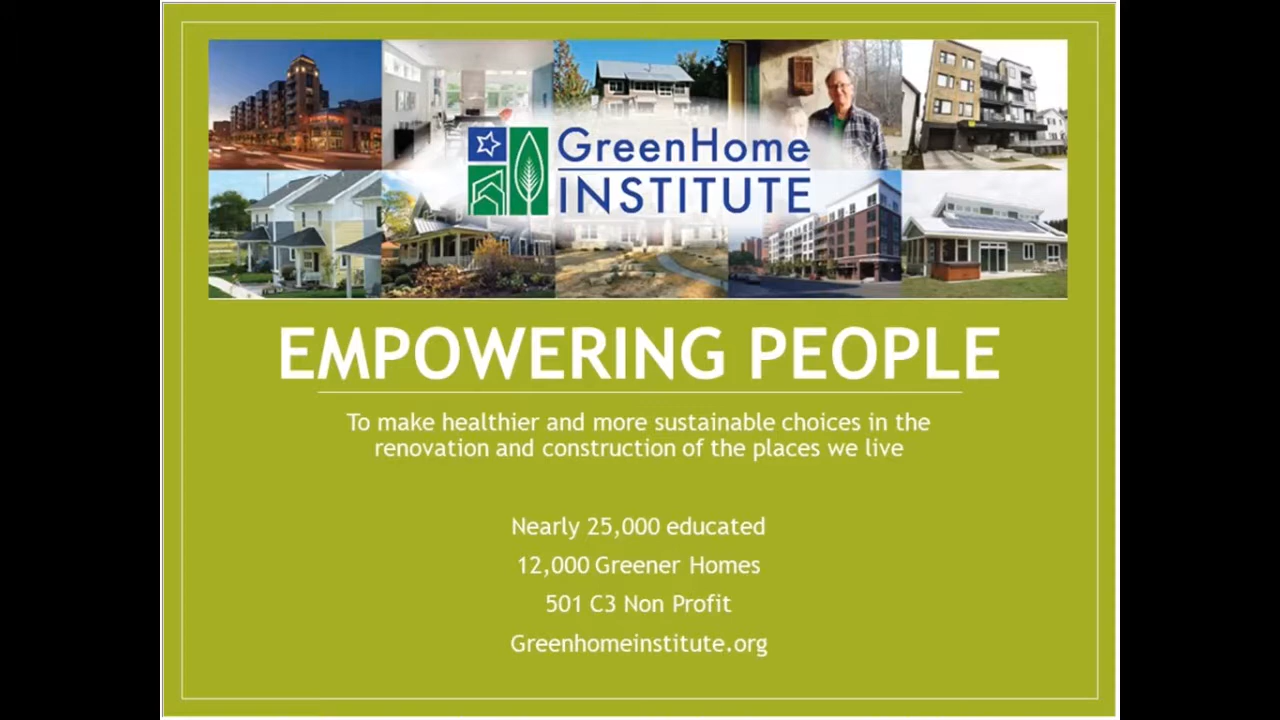 GreenHome
INSTITUTE
EMPOWERING PEOPLE
To make healthier and more sustainable choices in the
renovation and construction of the places we live
Nearly 25,000 educated
12,000 Greener Homes
501 C3 Non Profit
Greenhomeinstitute.org